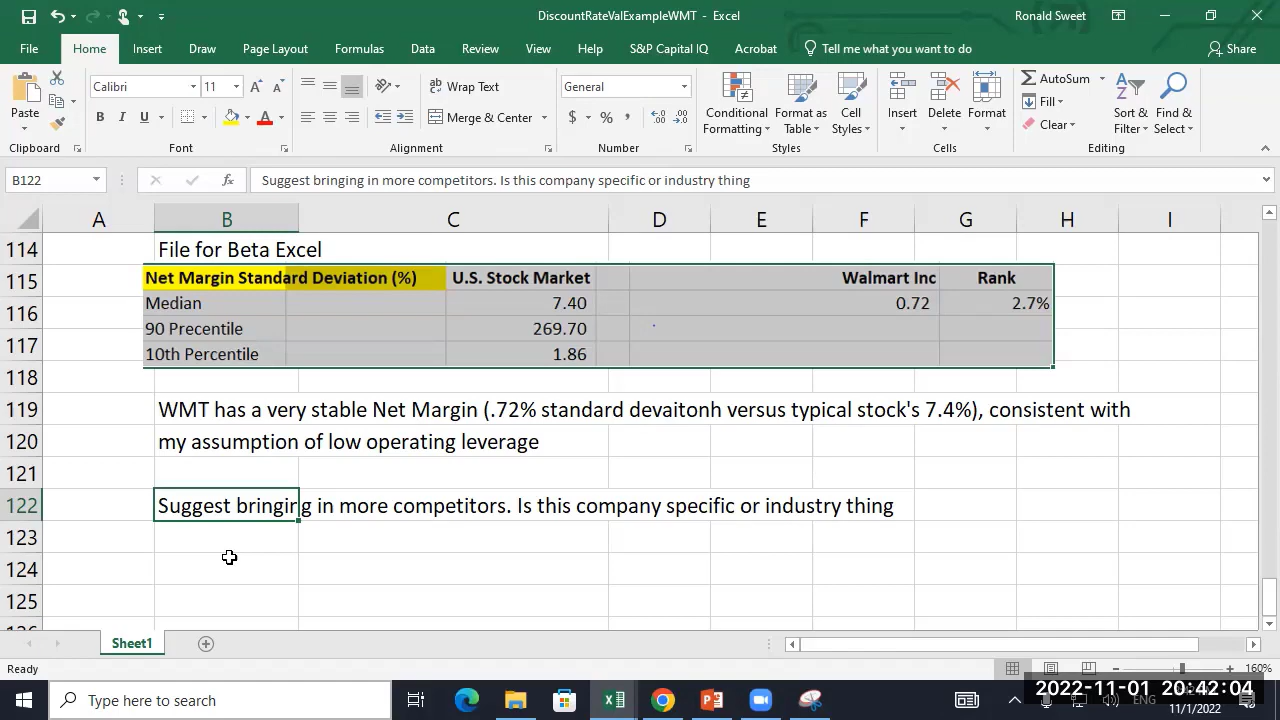 DiscountRateValExampleWMT - Excel
Ronald Sweet
File Home Insert Draw Page Layout Formulas Data Review View Help S&P Capital IQ Acrobat Tell me what you want to do Share
Calibri 11
Wrap Text
General
AutoSum
Fill
Clear
Paste
B I U
Merge & Center
$ % ,
Conditional Formatting
Format as Table
Cell Styles
Insert Delete Format
Sort & Filter
Find & Select
Clipboard Font Alignment Number Styles Cells Editing
B122 fx Suggest bringing in more competitors. Is this company specific or industry thing
A B C D E F G H I
114 File for Beta Excel
115 Net Margin Standard Deviation (%) U.S. Stock Market Walmart Inc Rank
116 Median 7.40 0.72 2.7%
117 90 Precentile 269.70
10th Percentile 1.86
118
119 WMT has a very stable Net Margin (.72% standard devaitonh versus typical stock's 7.4%), consistent with
120 my assumption of low operating leverage
121
122 Suggest bringing in more competitors. Is this company specific or industry thing
123
124
125
Sheet1
Ready
160%
Type here to search
2022-11-01 20:42:04
ENG
11/1/2022